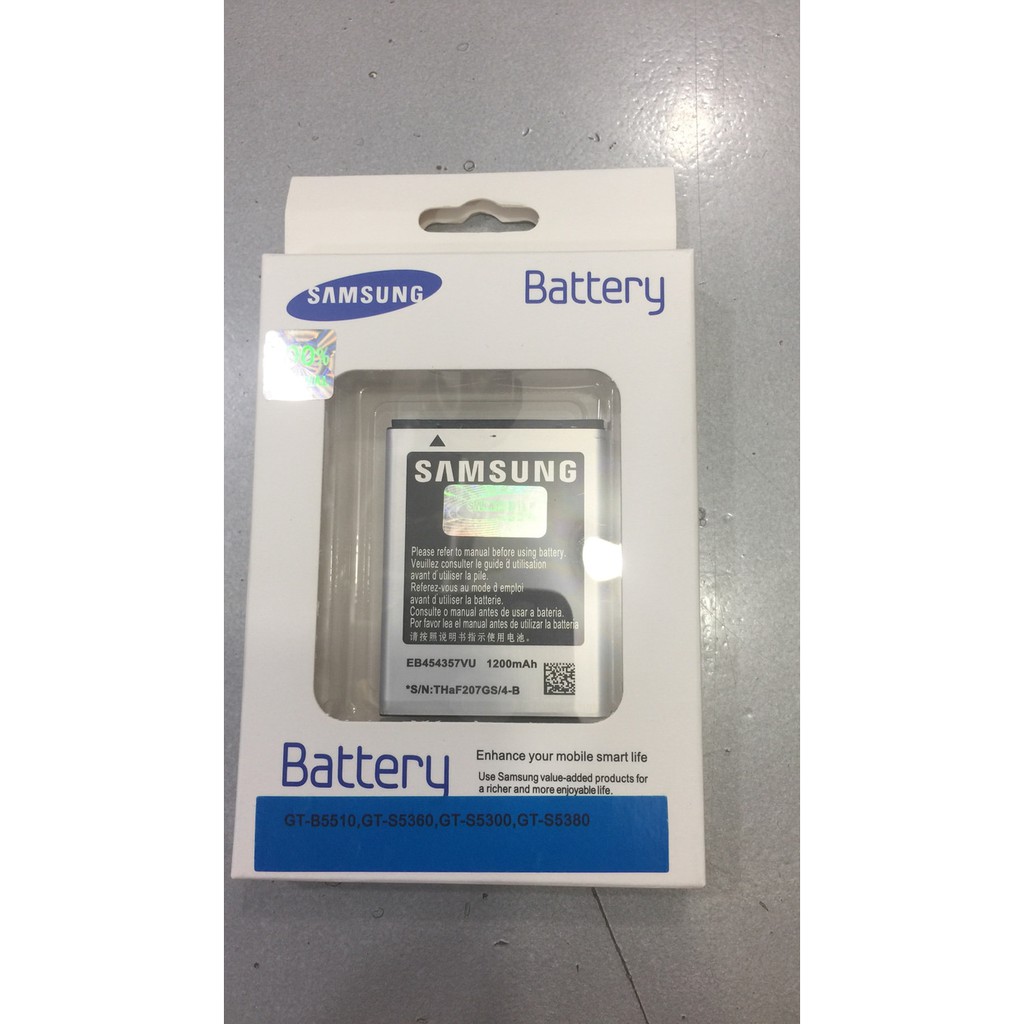 SAMSUNG
Battery
SAMSUNG
Please refer to manual before using battery.
Veuillez consulter le guide d'utilisation
avant d'utiliser la pile.
Referez-vous au mode d'emploi
avant d'utiliser la batterie.
Consulte o manual antes de usar a bateria.
Por favor lea el manual antes de utilizar la batería
请按照说明书指示使用电池。
EB454357VU 1200mAh
*S/N:THaF207GS/4-B
Battery
Enhance your mobile smart life
Use Samsung value-added products for
a richer and more enjoyable life.
GT-B5510,GT-S5360,GT-S5300,GT-S5380